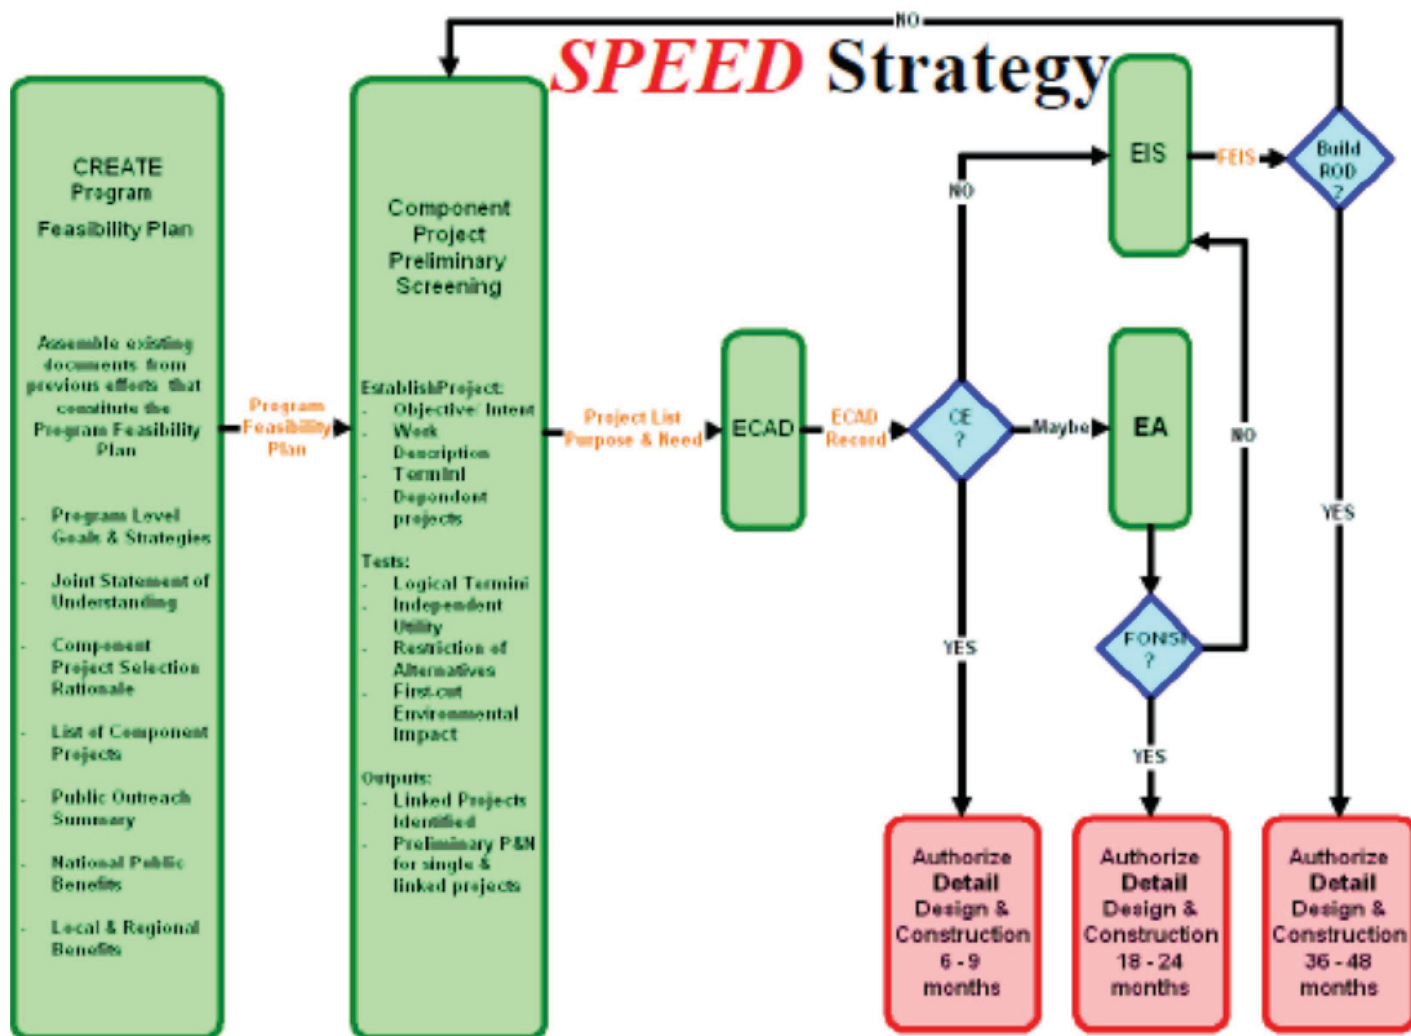 SPEED Strategy
CREATE
Program
Feasibility Plan
Assemble existing
documents from
previous efforts that
constitute the
Program Feasibility
Plan
- Program Level
Goals & Strategies
- Joint Statement of
Understanding
- Component
Project Selection
Rationale
- List of Component
Projects
- Public Outreach
Summary
- National Public
Benefits
- Local & Regional
Benefits
Program
Feasibility
Plan
Component
Project
Preliminary
Screening
EstablishProject:
- Objective/ Intent
- Work
Description
- Termini
- Dependent
projects
Tests:
- Logical Termini
- Independent
Utility
- Restriction of
Alternatives
- First-cut
Environmental
Impact
Outputs:
- Linked Projects
Identified
- Preliminary P&N
for single &
linked projects
Project List
Purpose & Need
ECAD
ECAD
Record
CE
?
NO
Maybe
YES
EIS
FEIS
Build
ROD
?
NO
YES
EA
FONSI
?
NO
YES
Authorize
Detail
Design &
Construction
6 - 9
months
Authorize
Detail
Design &
Construction
18 - 24
months
Authorize
Detail
Design &
Construction
36 - 48
months